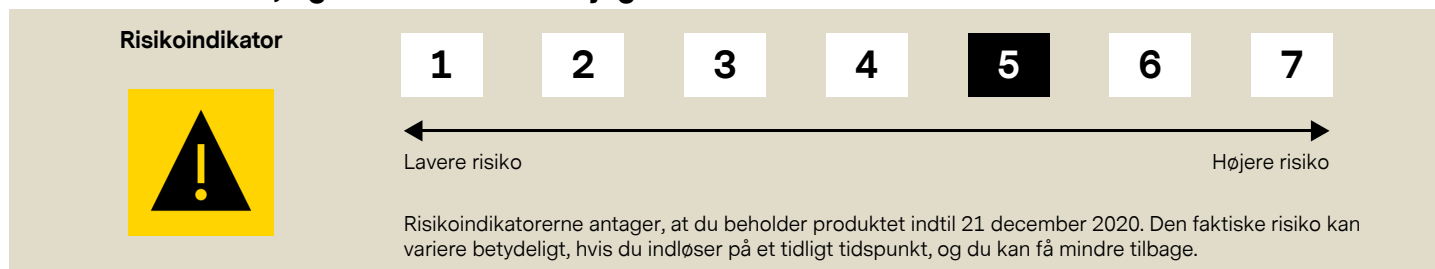 Risikoindikator
1 2 3 4 5 6 7
Lavere risiko Højere risiko
Risikoindikatorerne antager, at du beholder produktet indtil 21 december 2020. Den faktiske risiko kan
variere betydeligt, hvis du indløser på et tidligt tidspunkt, og du kan få mindre tilbage.